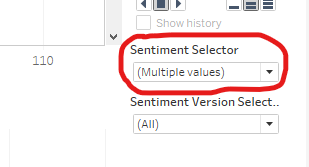 Show history
Sentiment Selector
110
(Multiple values)
Sentiment Version Select..
(All)